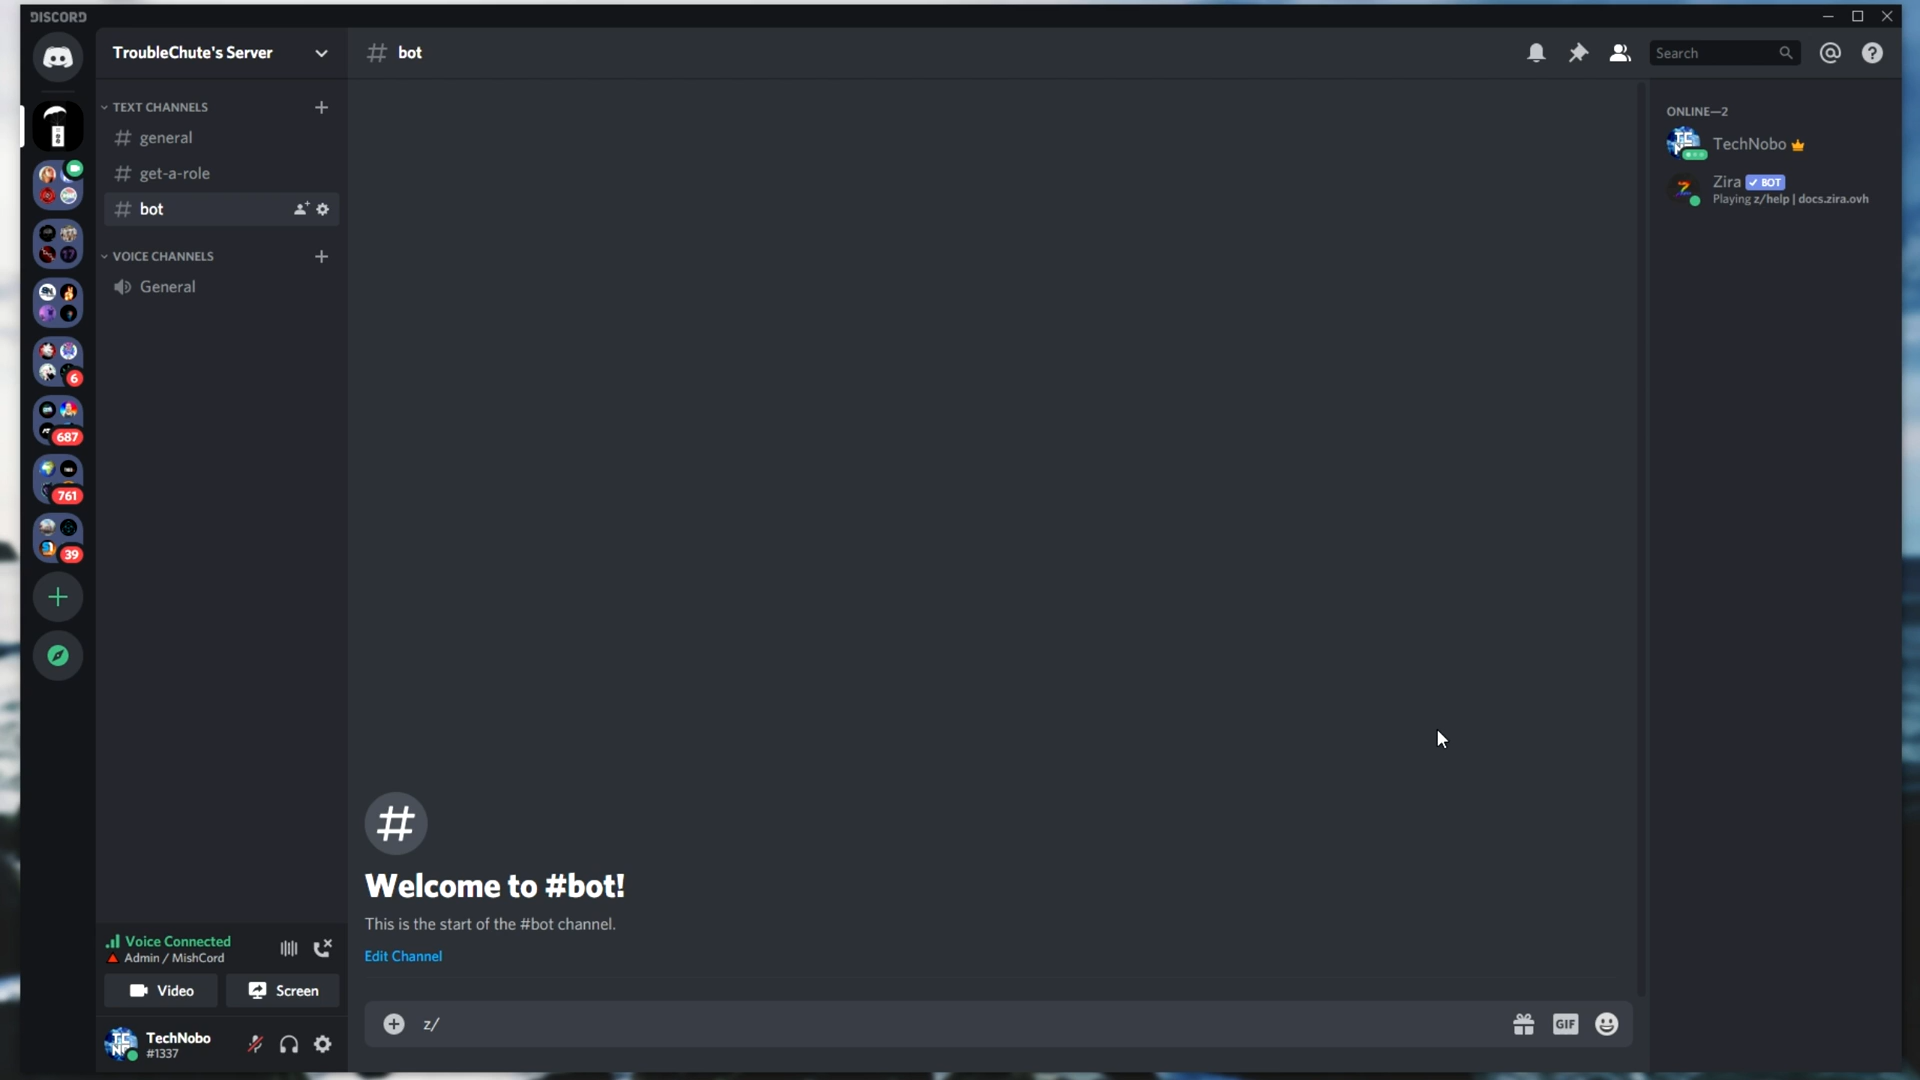 DISCORD
TroubleChute's Server
# bot
Search
TEXT CHANNELS
# general
# get-a-role
# bot
VOICE CHANNELS
General
6
687
761
39
ONLINE—2
TechNobo
Zira ✓ BOT
Playing z/help | docs.zira.ovh
#
Welcome to #bot!
This is the start of the #bot channel.
Edit Channel
Voice Connected
Admin / MishCord
Video
Screen
TechNobo
#1337
z/
GIF